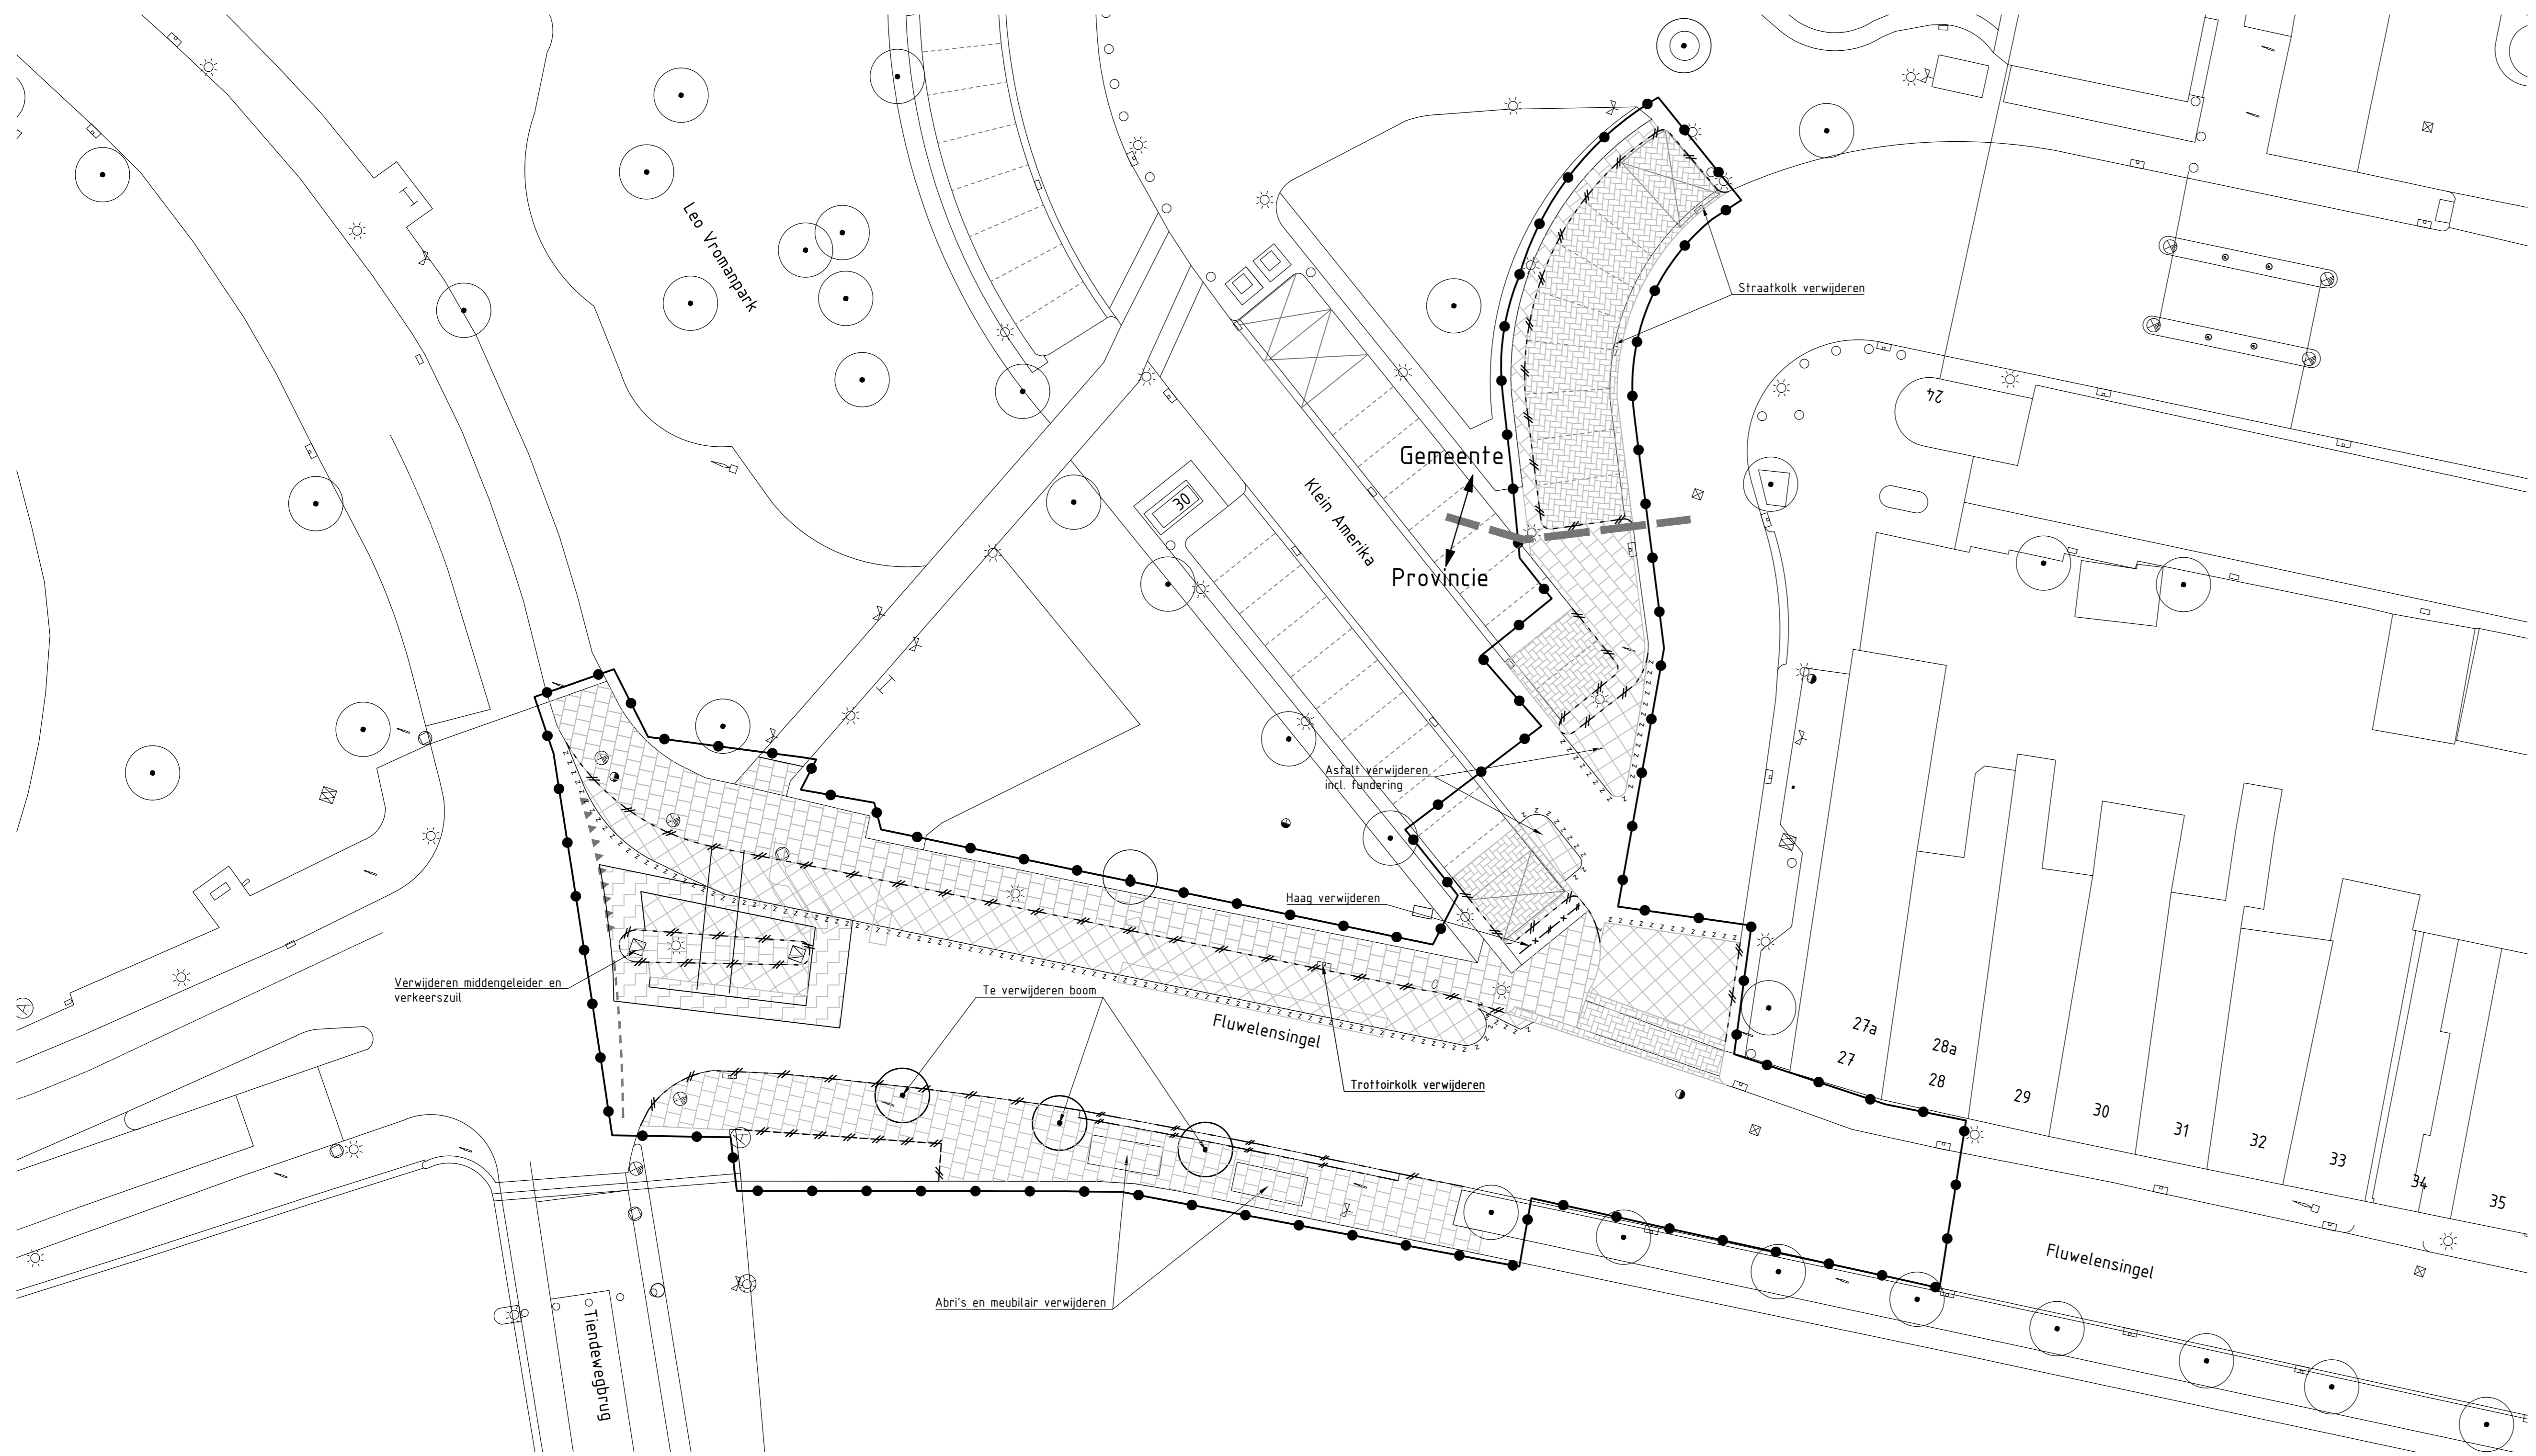 Leo Vromanpark
Straatkolk verwijderen
24
Gemeente
30
Klein Amerika
Provincie
Asfalt verwijderen
incl. fundering
Haag verwijderen
Verwijderen middengeleider en
verkeerszuil
Te verwijderen boom
Fluwelensingel
27a
28a
27
28
29
30
31
32
33
34
35
Trottoirkolk verwijderen
Fluwelensingel
Abri's en meubilair verwijderen
Tiendewegbrug